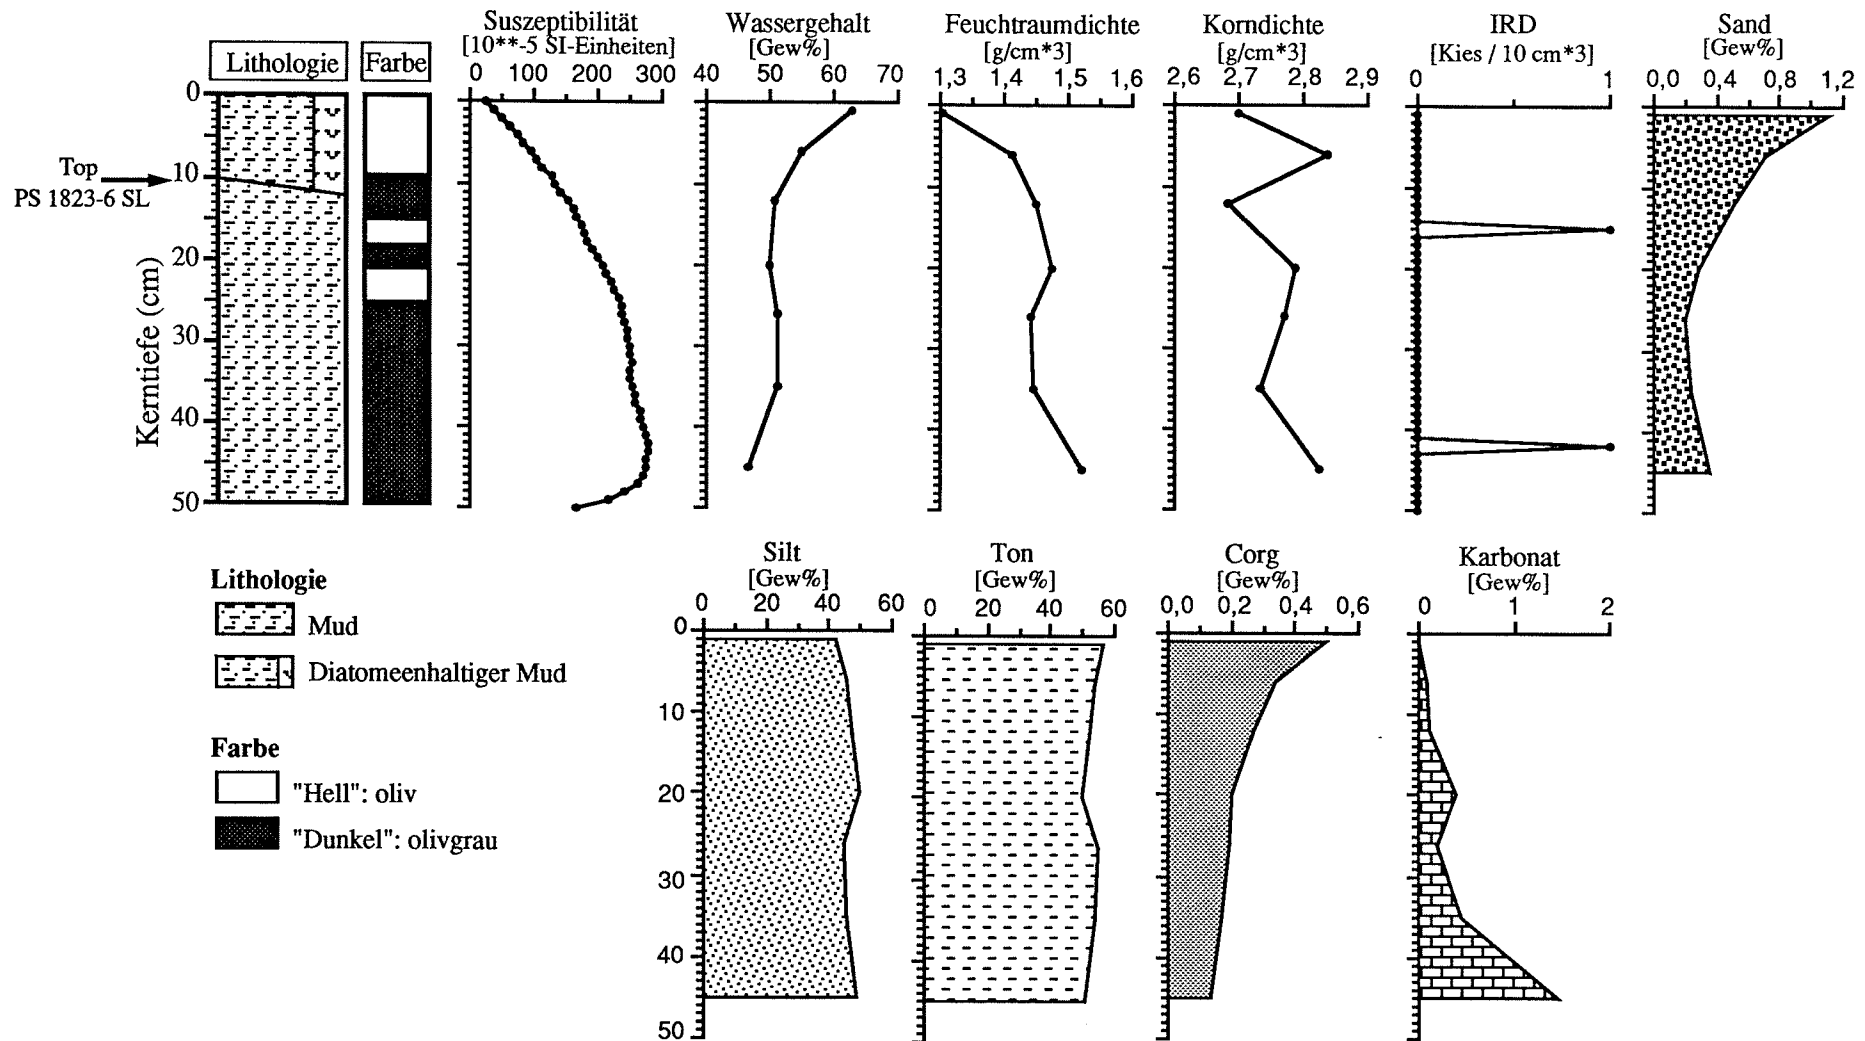 Suszeptibilität
[10**-5 SI-Einheiten]
Wassergehalt
[Gew%]
Feuchtraumdichte
[g/cm*3]
Korndichte
[g/cm*3]
IRD
[Kies / 10 cm*3]
Sand
[Gew%]
Lithologie
Farbe
0 100 200 300
40 50 60 70
1,3 1,4 1,5 1,6
2,6 2,7 2,8 2,9
0 1
0,0 0,4 0,8 1,2
Kerntiefe (cm)
0
10
20
30
40
50
Top
PS 1823-6 SL
Silt
[Gew%]
Ton
[Gew%]
Corg
[Gew%]
Karbonat
[Gew%]
0 20 40 60
0 20 40 60
0,0 0,2 0,4 0,6
0 1 2
0
10
20
30
40
50
Lithologie
Mud
Diatomeenhaltiger Mud
Farbe
"Hell": oliv
"Dunkel": olivgrau